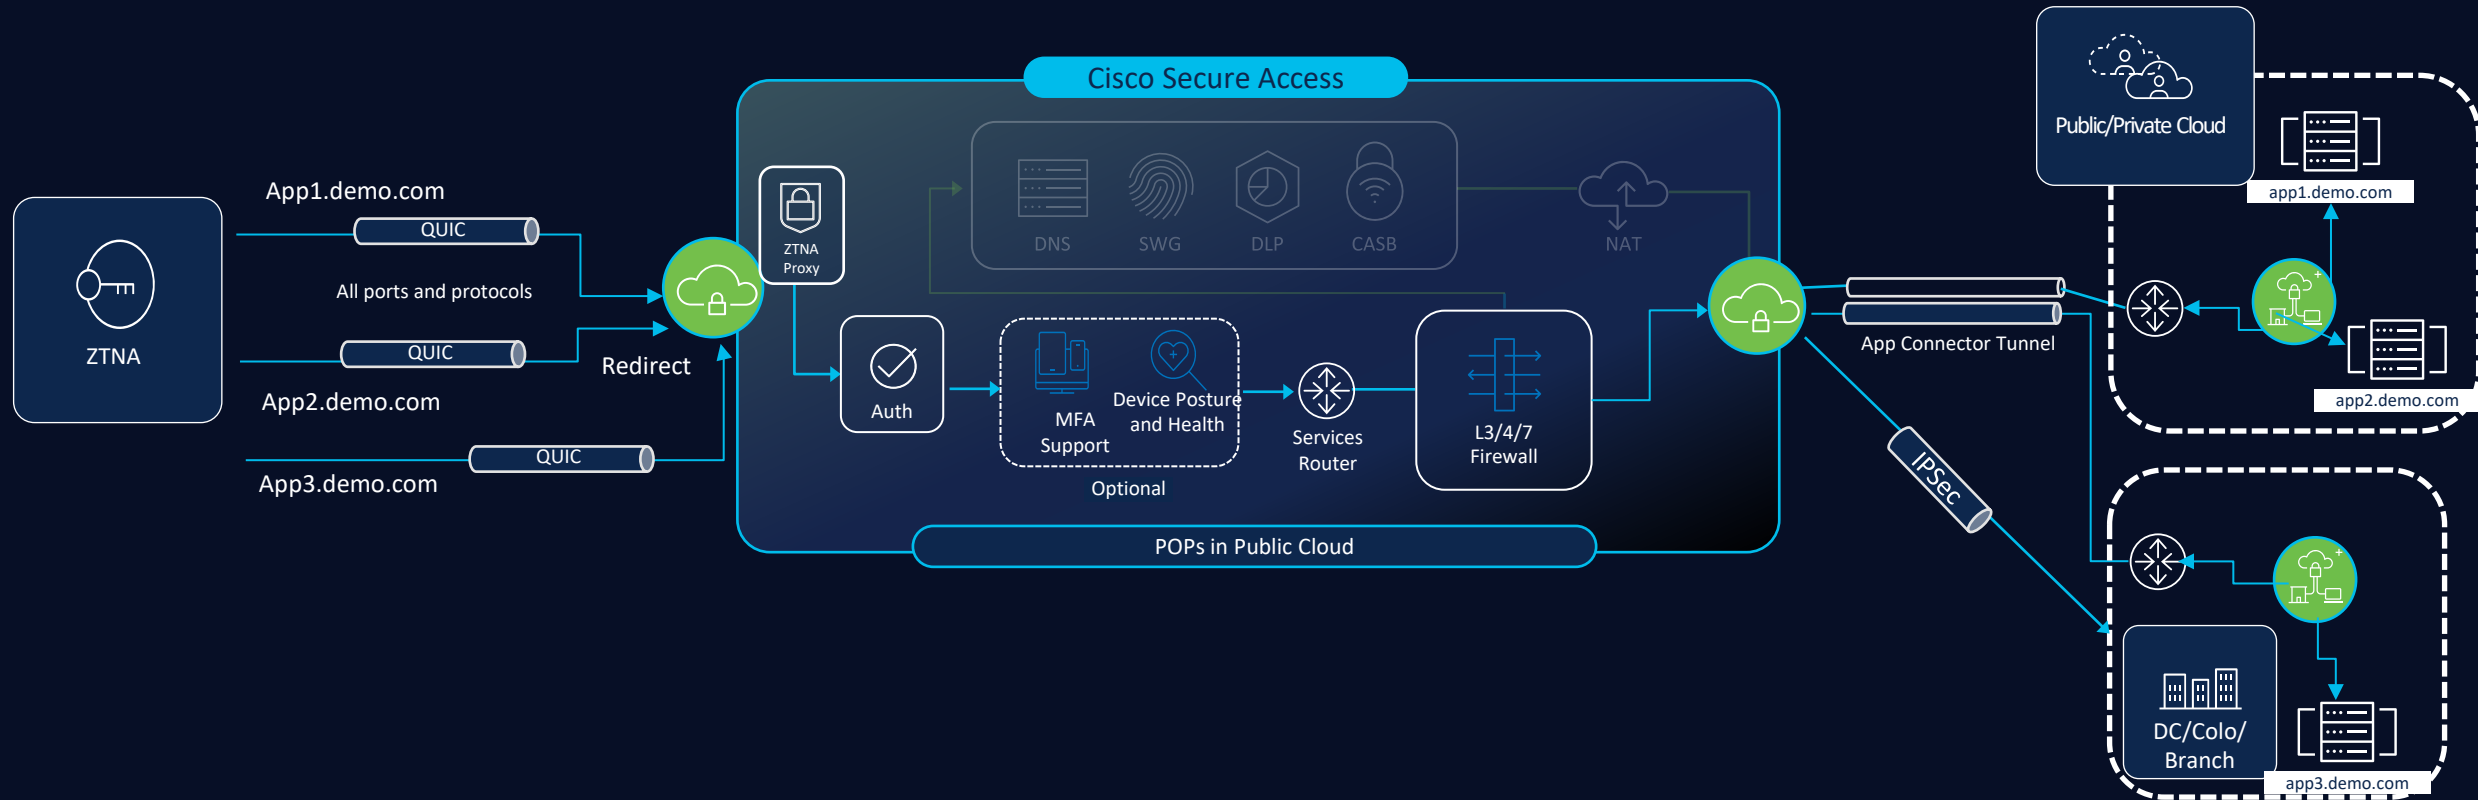 Cisco Secure Access
ZTNA
App1.demo.com
QUIC
All ports and protocols
QUIC
App2.demo.com
Redirect
QUIC
App3.demo.com
ZTNA
Proxy
DNS
SWG
DLP
CASB
NAT
Auth
MFA
Support
Device Posture
and Health
Optional
Services
Router
L3/4/7
Firewall
POPs in Public Cloud
App Connector Tunnel
IPSec
Public/Private Cloud
app1.demo.com
app2.demo.com
DC/Colo/
Branch
app3.demo.com